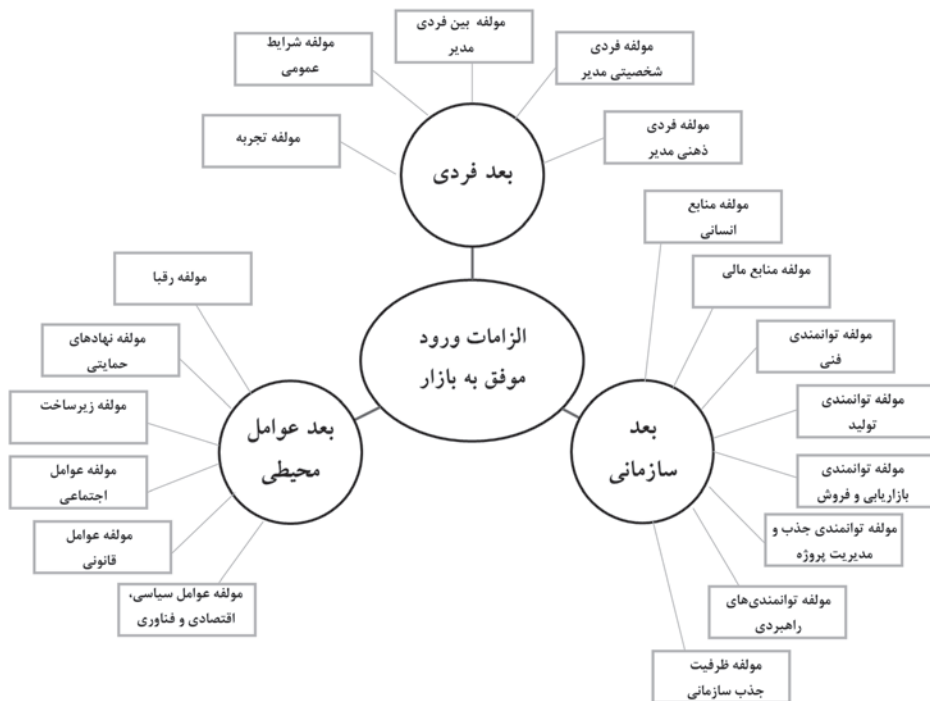 مولفه بین فردی
مدیر
مولفه شرایط
عمومی
مولفه فردی
شخصیتی مدیر
مولفه تجربه
مولفه فردی
ذهنی مدیر
بعد فردی
مولفه منابع
انسانی
مولفه منابع مالی
مولفه توانمندی
فنی
مولفه توانمندی
تولید
مولفه توانمندی
بازاریابی و فروش
مولفه توانمندی جذب و
مدیریت پروژه
مولفه توانمندی‌های
راهبردی
مولفه ظرفیت
جذب سازمانی
بعد
سازمانی
الزامات ورود
موفق به بازار
بعد عوامل
محیطی
مولفه رقبا
مولفه نهادهای
حمایتی
مولفه زیرساخت
مولفه عوامل
اجتماعی
مولفه عوامل
قانونی
مولفه عوامل سیاسی،
اقتصادی و فناوری